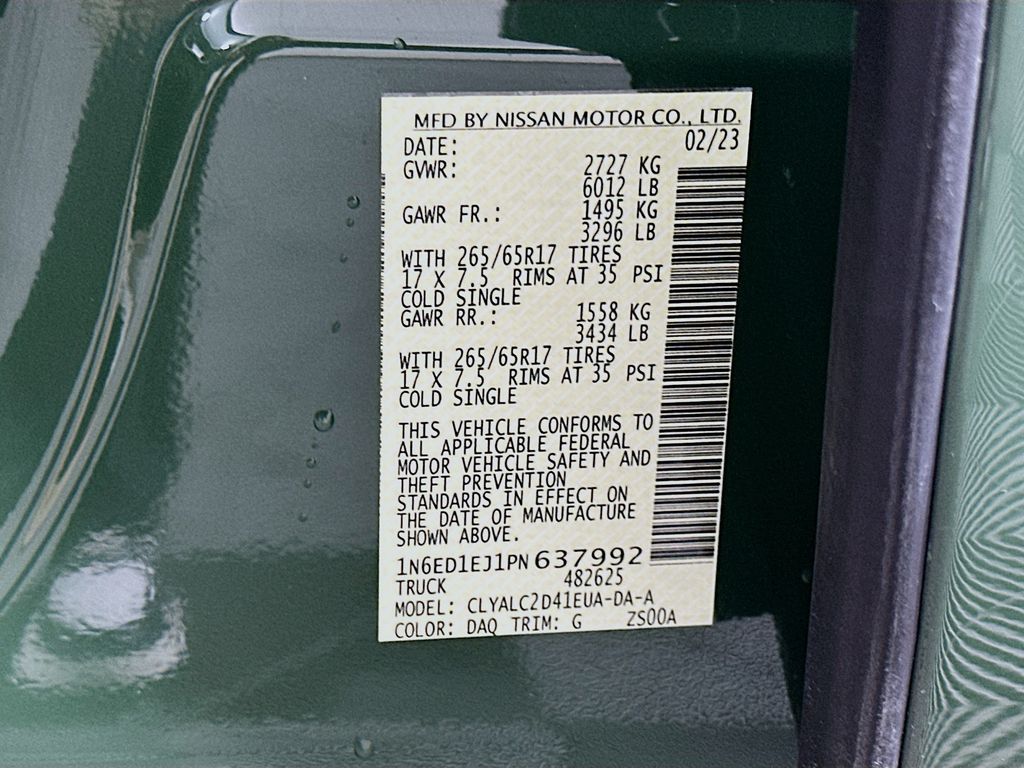 MFD BY NISSAN MOTOR CO., LTD.
DATE: 02/23
GVWR: 2727 KG
6012 LB
GAWR FR.: 1495 KG
3296 LB
WITH 265/65R17 TIRES
17 X 7.5 RIMS AT 35 PSI
COLD SINGLE
GAWR RR.: 1558 KG
3434 LB
WITH 265/65R17 TIRES
17 X 7.5 RIMS AT 35 PSI
COLD SINGLE
THIS VEHICLE CONFORMS TO
ALL APPLICABLE FEDERAL
MOTOR VEHICLE SAFETY AND
THEFT PREVENTION
STANDARDS IN EFFECT ON
THE DATE OF MANUFACTURE
SHOWN ABOVE.
1N6ED1EJ1PN637992
TRUCK 482625
MODEL: CLYALC2D41EUA-DA-A
COLOR: DAQ TRIM: G ZS00A